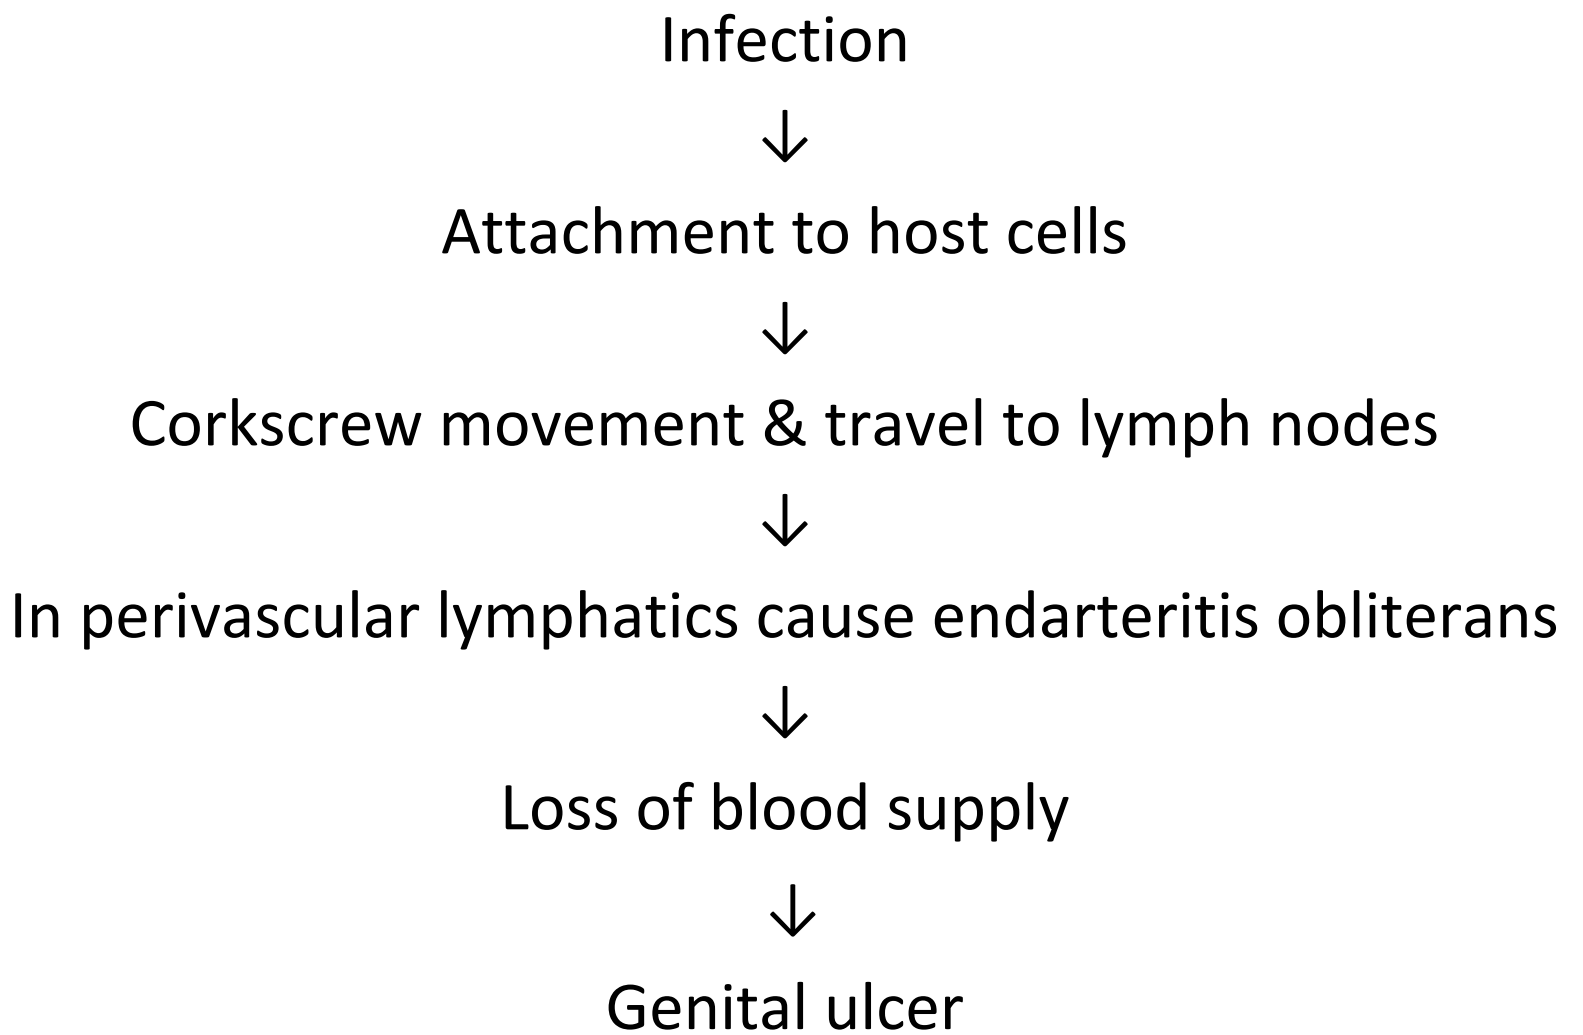 Infection
↓
Attachment to host cells
↓
Corkscrew movement & travel to lymph nodes
↓
In perivascular lymphatics cause endarteritis obliterans
↓
Loss of blood supply
↓
Genital ulcer